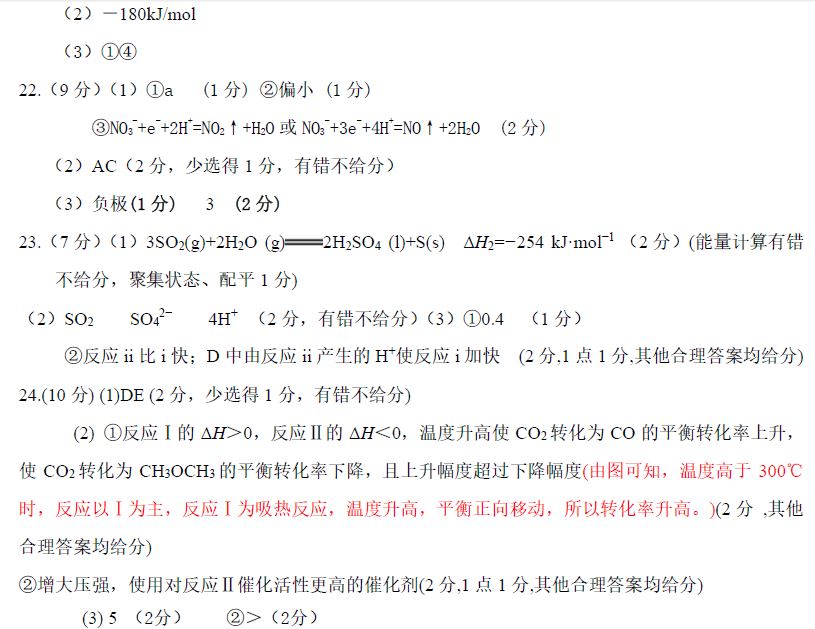 （2）－180kJ/mol
（3）①④
22.（9 分）（1）①a （1 分）②偏小（1 分）
③NO₃⁻+e⁻+2H⁺=NO₂↑+H₂O 或 NO₃⁻+3e⁻+4H⁺=NO↑+2H₂O （2 分）
（2）AC（2 分，少选得 1 分，有错不给分）
（3）负极(1 分) 3 (2 分)
23.（7 分）（1）3SO₂(g)+2H₂O (g)═══2H₂SO₄ (l)+S(s) ΔH₂=−254 kJ·mol⁻¹ （2 分）(能量计算有错
不给分，聚集状态、配平 1 分)
（2）SO₂ SO₄²⁻ 4H⁺ （2 分，有错不给分）（3）①0.4 （1 分）
②反应 ii 比 i 快；D 中由反应 ii 产生的 H⁺使反应 i 加快 (2 分,1 点 1 分,其他合理答案均给分)
24.(10 分) (1)DE (2 分，少选得 1 分，有错不给分)
(2) ①反应Ⅰ的 ΔH＞0，反应Ⅱ的 ΔH＜0，温度升高使 CO₂转化为 CO 的平衡转化率上升，
使 CO₂转化为 CH₃OCH₃的平衡转化率下降，且上升幅度超过下降幅度(由图可知，温度高于 300℃
时，反应以Ⅰ为主，反应Ⅰ为吸热反应，温度升高，平衡正向移动，所以转化率升高。)(2 分 ,其他
合理答案均给分)
②增大压强，使用对反应Ⅱ催化活性更高的催化剂(2 分,1 点 1 分,其他合理答案均给分)
(3) 5 （2分） ②＞（2分）